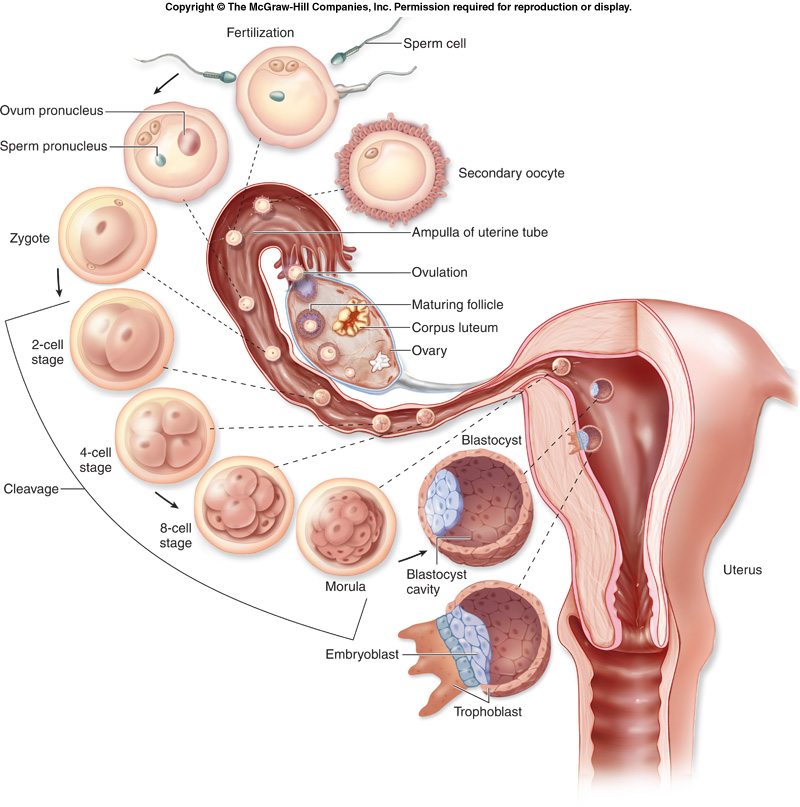 Copyright © The McGraw-Hill Companies, Inc. Permission required for reproduction or display.
Fertilization
Sperm cell
Ovum pronucleus
Sperm pronucleus
Secondary oocyte
Zygote
Ampulla of uterine tube
Ovulation
Maturing follicle
Corpus luteum
Ovary
2-cell
stage
4-cell
stage
Cleavage
8-cell
stage
Morula
Blastocyst
Blastocyst
cavity
Uterus
Embryoblast
Trophoblast